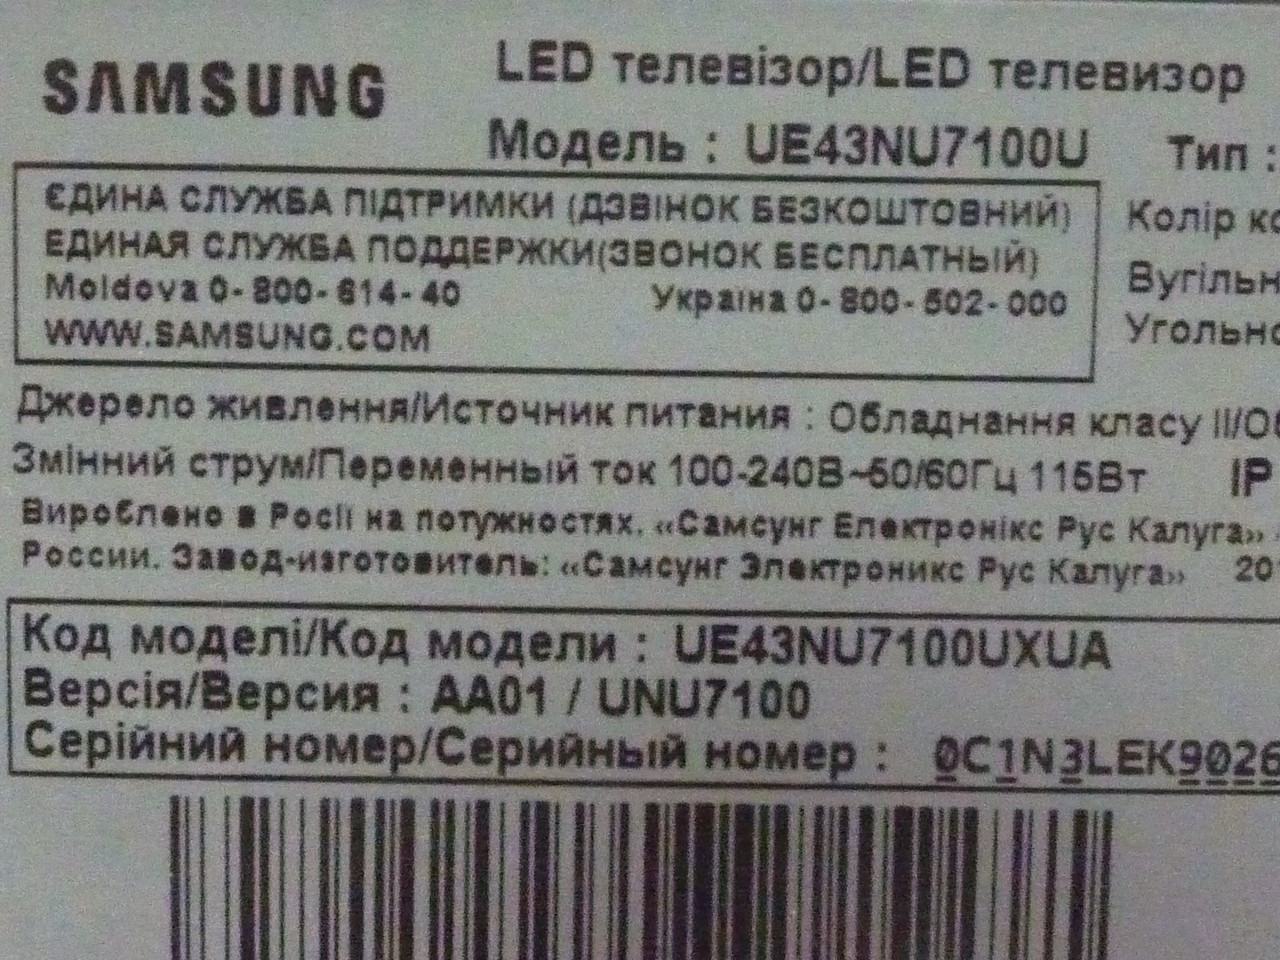 SAMSUNG
LED телевізор/LED телевизор
Модель : UE43NU7100U Тип :
ЄДИНА СЛУЖБА ПІДТРИМКИ (ДЗВІНОК БЕЗКОШТОВНИЙ)
ЕДИНАЯ СЛУЖБА ПОДДЕРЖКИ(ЗВОНОК БЕСПЛАТНЫЙ)
Moldova 0-800-614-40 Україна 0-800-502-000
WWW.SAMSUNG.COM
Колір ко
Вугільн
Угольно
Джерело живлення/Источник питания : Обладнання класу II/Об
Змінний струм/Переменный ток 100-240В~50/60Гц 115Вт IP
Вироблено в Росії на потужностях. «Самсунг Електронікс Рус Калуга»
России. Завод-изготовитель: «Самсунг Электроникс Рус Калуга» 201
Код моделі/Код модели : UE43NU7100UXUA
Версія/Версия : AA01 / UNU7100
Серійний номер/Серийный номер : 0C1N3LEK9026